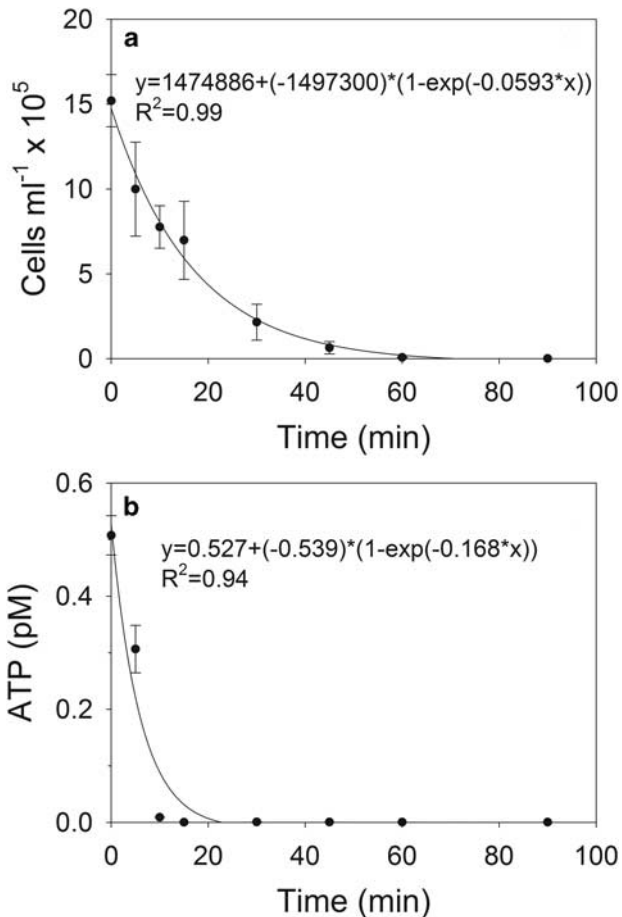 a
y=1474886+(-1497300)*(1-exp(-0.0593*x))
R²=0.99
Cells ml⁻¹ x 10⁵
20
15
10
5
0
0 20 40 60 80 100
Time (min)
b
y=0.527+(-0.539)*(1-exp(-0.168*x))
R²=0.94
ATP (pM)
0.6
0.4
0.2
0.0
0 20 40 60 80 100
Time (min)